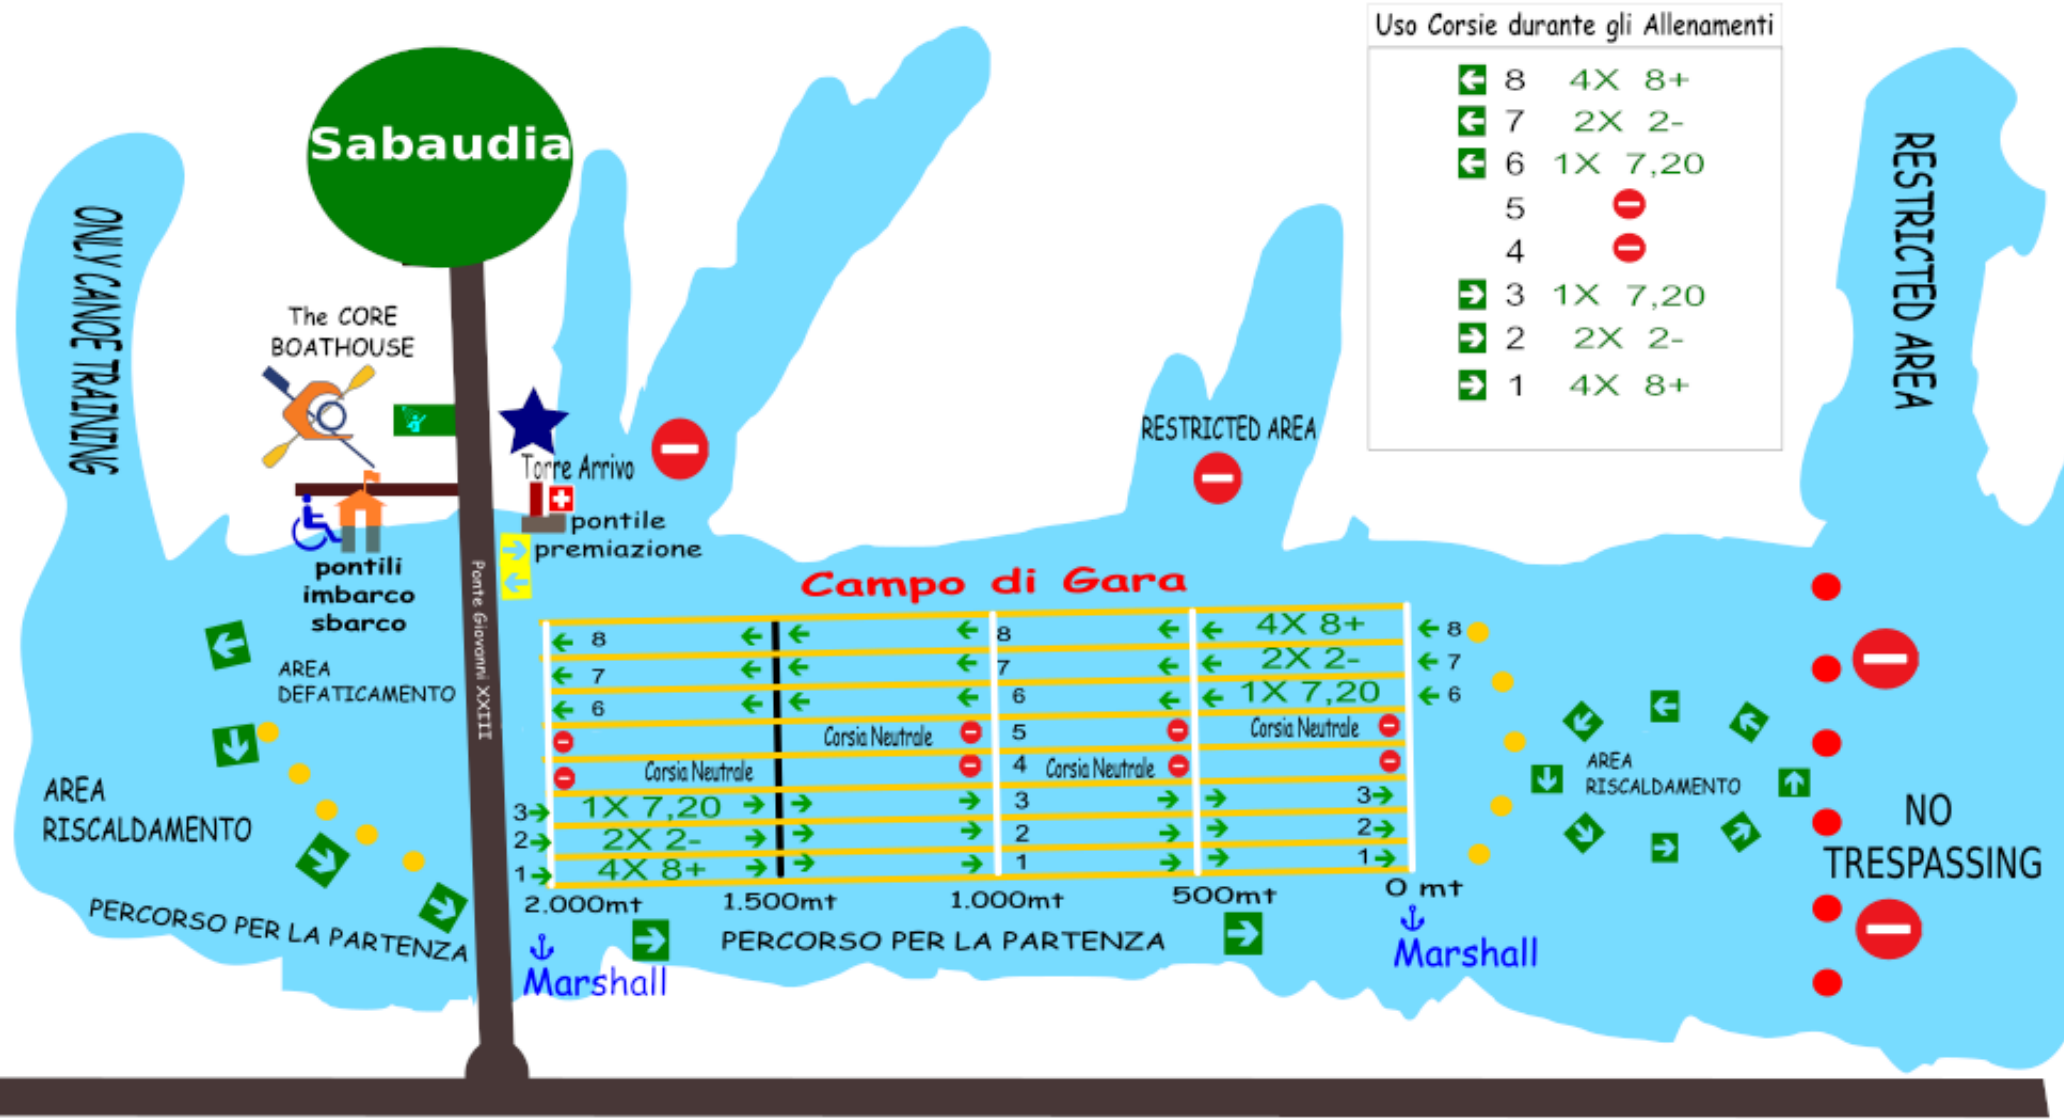 Uso Corsie durante gli Allenamenti
8 4X 8+
7 2X 2-
6 1X 7,20
5
4
3 1X 7,20
2 2X 2-
1 4X 8+
Sabaudia
ONLY CANOE TRAINING
The CORE
BOATHOUSE
Torre Arrivo
pontile
premiazione
pontili
imbarco
sbarco
Ponte Giovanni XXIII
RESTRICTED AREA
RESTRICTED AREA
Campo di Gara
8 8 4X 8+ 8
7 7 2X 2- 7
6 6 1X 7,20 6
Corsia Neutrale 5 Corsia Neutrale
Corsia Neutrale 4 Corsia Neutrale
3 1X 7,20 3 3
2 2X 2- 2 2
1 4X 8+ 1 1
2.000mt 1.500mt 1.000mt 500mt 0 mt
AREA
DEFATICAMENTO
AREA
RISCALDAMENTO
PERCORSO PER LA PARTENZA
Marshall
PERCORSO PER LA PARTENZA
Marshall
AREA
RISCALDAMENTO
NO
TRESPASSING